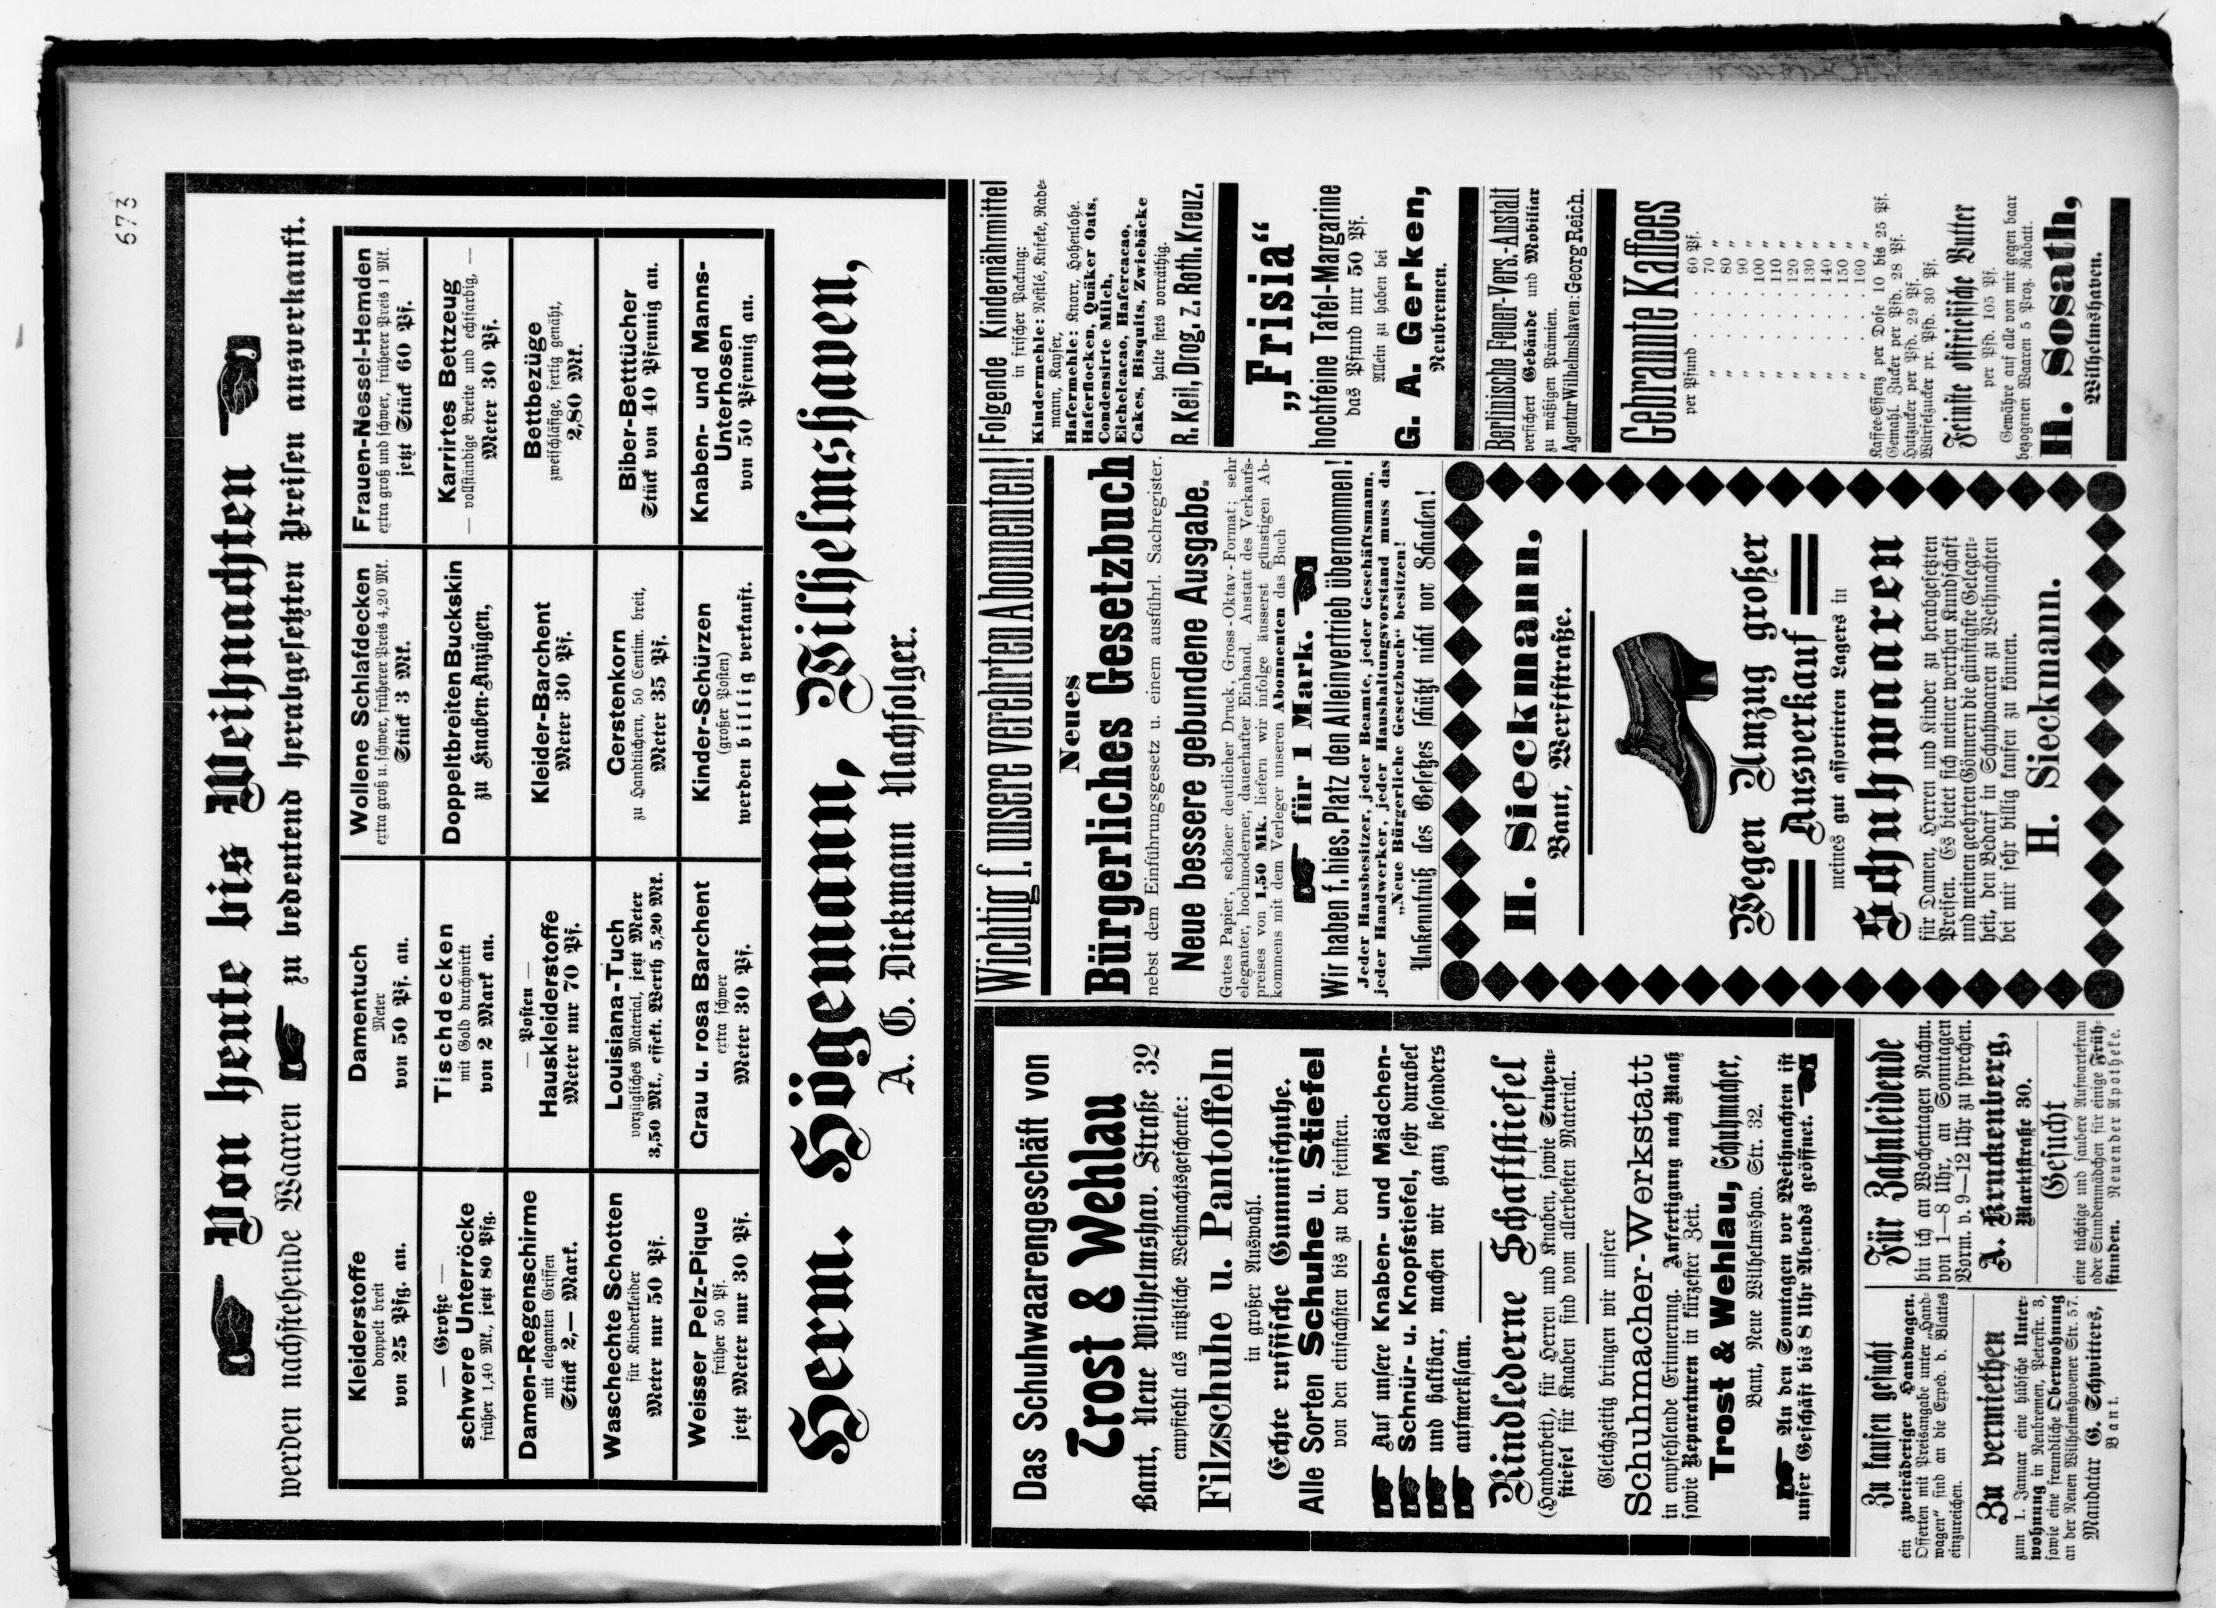 673
Von heute bis Weihnachten
werden nachstehende Waaren zu bedeutend herabgesetzten Preisen ausverkauft.
Kleiderstoffe
doppelt breit
von 25 Pfg. an.
Damentuch
Meter
von 50 Pf. an.
Wollene Schlafdecken
extra groß u. schwer, früherer Preis 4,20 Mk.
Stück 3 Mk.
Frauen-Nessel-Hemden
extra groß und schwer, früherer Preis 1 Mk.
jetzt Stück 60 Pf.
— Große —
schwere Unterröcke
früher 1,40 Mk., jetzt 80 Pfg.
Tischdecken
mit Gold durchwirkt
von 2 Mark an.
Doppeltbreiten Buckskin
zu Knaben-Anzügen,
Karrirtes Bettzeug
— vollständige Breite und echtfarbig, —
Meter 30 Pf.
Damen-Regenschirme
mit eleganten Griffen
Stück 2,— Mark.
— Posten —
Hauskleiderstoffe
Meter nur 70 Pf.
Kleider-Barchent
Meter 30 Pf.
Bettbezüge
zweischläfige, fertig genäht,
2,80 Mk.
Waschechte Schotten
für Kinderkleider
Meter nur 50 Pf.
Louisiana-Tuch
vorzügliches Material, jetzt Meter
3,50 Mk., effekt. Werth 5,20 Mk.
Gerstenkorn
zu Handtüchern, 50 Centim. breit,
Meter 35 Pf.
Biber-Bettücher
Stück von 40 Pfennig an.
Weisser Pelz-Pique
früher 50 Pf.
jetzt Meter nur 30 Pf.
Grau u. rosa Barchent
extra schwer
Meter 30 Pf.
Kinder-Schürzen
(großer Posten)
werden billig verkauft.
Knaben- und Manns-
Unterhosen
von 50 Pfennig an.
Herm. Högemann, Wilhelmshaven,
A. G. Diekmann Nachfolger.
Das Schuhwaarengeschäft von
Trost & Wehlau
Bant, Neue Wilhelmshav. Straße 32
empfiehlt als nützliche Weihnachtsgeschenke:
Filzschuhe u. Pantoffeln
in großer Auswahl.
Echte russische Gummischuhe.
Alle Sorten Schuhe u. Stiefel
von den einfachsten bis zu den feinsten.
Auf unsere Knaben- und Mädchen-
Schnür- u. Knopfstiefel, sehr durabel
und haltbar, machen wir ganz besonders
aufmerksam.
Rindlederne Schaftstiefel
(Handarbeit), für Herren und Knaben, sowie Stulpen-
stiefel für Knaben sind vom allerbesten Material.
Gleichzeitig bringen wir unsere
Schuhmacher-Werkstatt
in empfehlende Erinnerung. Anfertigung nach Maaß
sowie Reparaturen in kürzester Zeit.
Trost & Wehlau, Schuhmacher,
Bant, Neue Wilhelmshav. Str. 32.
An den Sonntagen vor Weihnachten ist
unser Geschäft bis 8 Uhr Abends geöffnet.
Zu kaufen gesucht
ein zweirädriger Handwagen.
Offerten mit Preisangabe unter „Hand-
wagen“ sind an die Exped. d. Blattes
einzureichen.
Zu vermiethen
zum 1. Januar eine hübsche Unter-
wohnung in Neubremen, Peterstr. 3,
sowie eine freundliche Oberwohnung
an der Neuen Wilhelmshavener Str. 57.
Mandatar G. Schwitters,
Bant.
Für Zahnleidende
bin ich an Wochentagen Nachm.
von 1—8 Uhr, an Sonntagen
Vorm. v. 9—12 Uhr zu sprechen.
A. Kruckenberg,
Marktstraße 30.
Gesucht
eine tüchtige und saubere Aufwartefrau
oder Stundenmädchen für einige Früh-
stunden. Neuender Apotheke.
Wichtig f. unsere verehrten Abonnenten!
Neues
Bürgerliches Gesetzbuch
nebst dem Einführungsgesetz u. einem ausführl. Sachregister.
Neue bessere gebundene Ausgabe.
Gutes Papier, schöner deutlicher Druck, Gross-Oktav-Format; sehr
eleganter, hochmoderner, dauerhafter Einband. Anstatt des Verkaufs-
preises von 1,50 Mk. liefern wir infolge äusserst günstigen Ab-
kommens mit dem Verleger unseren Abonnenten das Buch
für 1 Mark.
Wir haben f. hies. Platz den Alleinvertrieb übernommen!
Jeder Hausbesitzer, jeder Beamte, jeder Geschäftsmann,
jeder Handwerker, jeder Haushaltungsvorstand muss das
„Neue Bürgerliche Gesetzbuch“ besitzen!
Unkenntniß des Gesetzes schützt nicht vor Schaden!
H. Sieckmann,
Bant, Werftstraße.
Wegen Umzug großer
Ausverkauf
meines gut assortirten Lagers in
Schuhwaaren
für Damen, Herren und Kinder zu herabgesetzten
Preisen. Es bietet sich meiner werthen Kundschaft
und meinen geehrten Gönnern die günstigste Gelegen-
heit, den Bedarf in Schuhwaaren zu Weihnachten
bei mir sehr billig kaufen zu können.
H. Sieckmann.
Folgende Kindernährmittel
in frischer Packung:
Kindermehle: Nestlé, Kufeke, Rade-
mann, Kayser,
Hafermehle: Knorr, Hohenlohe.
Haferflocken, Quäker Oats,
Condensirte Milch,
Eichelcacao, Hafercacao,
Cakes, Bisquits, Zwiebäcke
halte stets vorräthig.
R. Keil, Drog. z. Roth. Kreuz.
„Frisia“
hochfeine Tafel-Margarine
das Pfund nur 50 Pf.
Allein zu haben bei
G. A. Gerken,
Neubremen.
Berlinische Feuer-Vers.-Anstalt
versichert Gebäude und Mobiliar
zu mäßigen Prämien.
Agentur Wilhelmshaven: Georg Reich.
Gebrannte Kaffees
per Pfund . . . . 60 Pf.
" . . . . 70 "
" . . . . 80 "
" . . . . 90 "
" . . . . 100 "
" . . . . 110 "
" . . . . 120 "
" . . . . 130 "
" . . . . 140 "
" . . . . 150 "
" . . . . 160 "
Kaffee-Essenz per Dose 10 bis 25 Pf.
Gemahl. Zucker per Pfd. 28 Pf.
Hutzucker per Pfd. 29 Pf.
Würfelzucker pr. Pfd. 30 Pf.
Feinste ostfriesische Butter
per Pfd. 105 Pf.
Gewähre auf alle von mir gegen baar
bezogenen Waaren 5 Proz. Rabatt.
H. Sosath,
Wilhelmshaven.